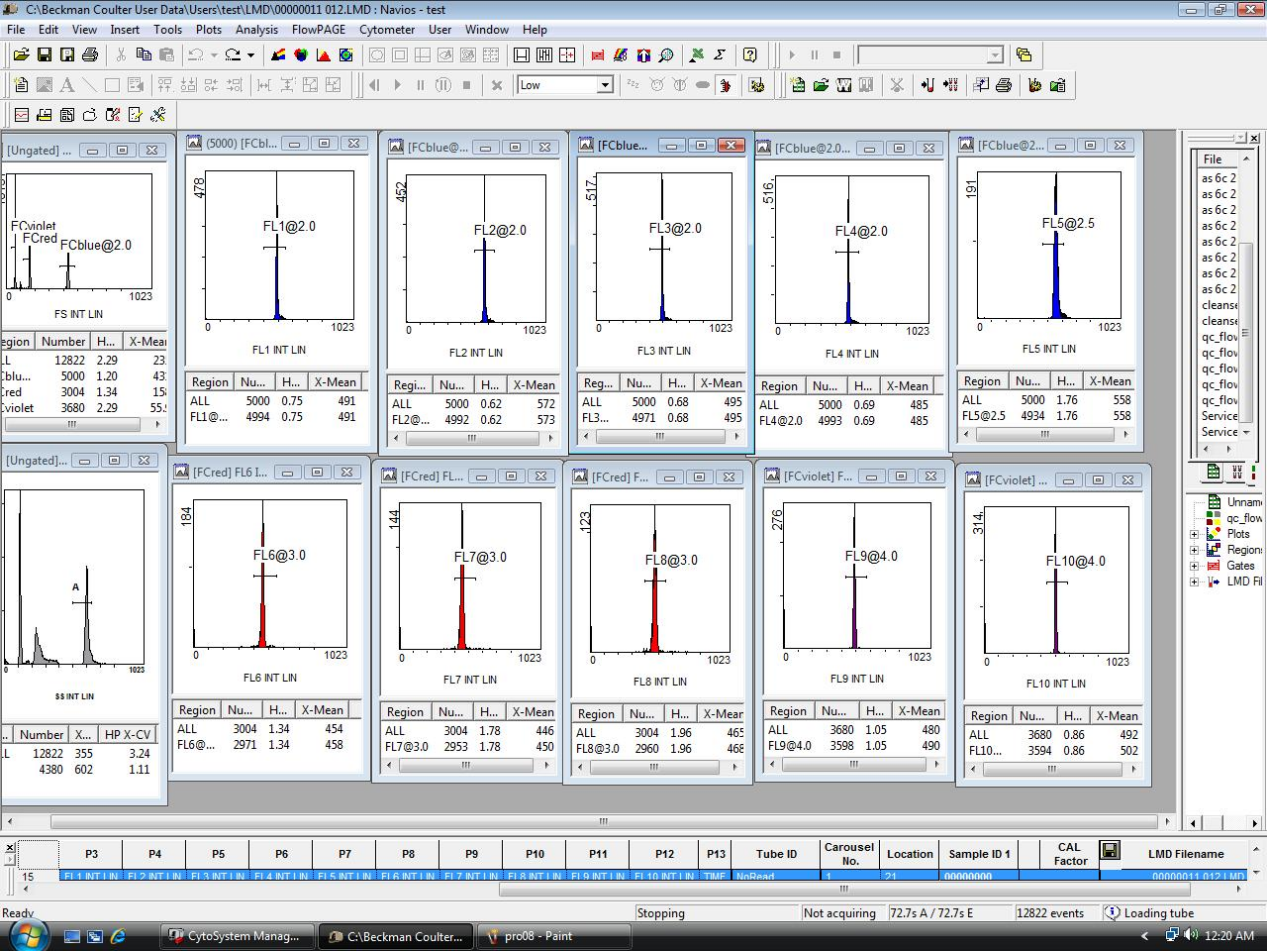 C:\Beckman Coulter User Data\Users\test\LMD\00000011 012.LMD : Navios - test
File Edit View Insert Tools Plots Analysis FlowPAGE Cytometer User Window Help
Low
[Ungated] ...
FCviolet
FCred
FCblue@2.0
0 1023
FS INT LIN
egion Number H... X-Mear
LL 12822 2.29 23
Cblu... 5000 1.20 43
Cred 3004 1.34 15
Cviolet 3680 2.29 55.
(5000) [FCbl...
478
FL1@2.0
0 1023
FL1 INT LIN
Region Nu... H... X-Mean
ALL 5000 0.75 491
FL1@... 4994 0.75 491
[FCblue@...
452
FL2@2.0
0 1023
FL2 INT LIN
Regi... Nu... H... X-Mean
ALL 5000 0.62 572
FL2@... 4992 0.62 573
[FCblue...
517
FL3@2.0
0 1023
FL3 INT LIN
Reg... Nu... H... X-Mean
ALL 5000 0.68 495
FL3... 4971 0.68 495
[FCblue@2.0...
516
FL4@2.0
0 1023
FL4 INT LIN
Region Nu... H... X-Mean
ALL 5000 0.69 485
FL4@2.0 4993 0.69 485
[FCblue@2...
191
FL5@2.5
0 1023
FL5 INT LIN
Region Nu... H... X-Mean
ALL 5000 1.76 558
FL5@2.5 4934 1.76 558
[Ungated]...
A
0 1023
SS INT LIN
... Number X... HP X-CV
LL 12822 355 3.24
4380 602 1.11
[FCred] FL6 I...
184
FL6@3.0
0 1023
FL6 INT LIN
Region Nu... H... X-Mean
ALL 3004 1.34 454
FL6@... 2971 1.34 458
[FCred] FL...
144
FL7@3.0
0 1023
FL7 INT LIN
Region Nu... H... X-Mean
ALL 3004 1.78 446
FL7@3.0 2953 1.78 450
[FCred] F...
123
FL8@3.0
0 1023
FL8 INT LIN
Region Nu... H... X-Mear
ALL 3004 1.96 465
FL8@3.0 2960 1.96 468
[FCviolet] F...
276
FL9@4.0
0 1023
FL9 INT LIN
Region Nu... H... X-Mean
ALL 3680 1.05 480
FL9@4.0 3598 1.05 490
[FCviolet] ...
314
FL10@4.0
0 1023
FL10 INT LIN
Region Nu... H... X-Mean
ALL 3680 0.86 492
FL10... 3594 0.86 502
File
as 6c 2
as 6c 2
as 6c 2
as 6c 2
as 6c 2
as 6c 2
as 6c 2
as 6c 2
cleanse
cleanse
qc_flov
qc_flov
qc_flov
qc_flov
qc_flov
Service
Service
Unnam
qc_flow
Plots
Regions
Gates
LMD Fil
P3 P4 P5 P6 P7 P8 P9 P10 P11 P12 P13 Tube ID Carousel No. Location Sample ID 1 CAL Factor LMD Filename
15 FL1 INT LIN FL2 INT LIN FL3 INT LIN FL4 INT LIN FL5 INT LIN FL6 INT LIN FL7 INT LIN FL8 INT LIN FL9 INT LIN FL10 INT LIN TIME NoRead 1 21 00000000 00000011 012.LMD
Ready Stopping Not acquiring 72.7s A / 72.7s E 12822 events Loading tube
CytoSystem Manag... C:\Beckman Coulter... pro08 - Paint 12:20 AM